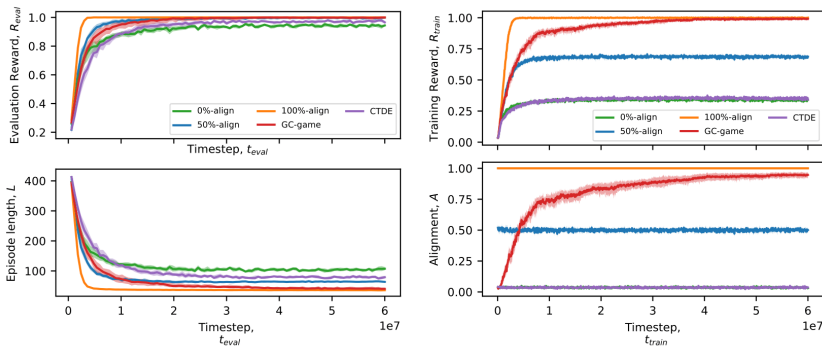 Evaluation Reward, R_eval
1.0
0.8
0.6
0.4
0.2
0%-align
50%-align
100%-align
GC-game
CTDE
Timestep, t_eval
Training Reward, R_train
1.00
0.75
0.50
0.25
0.00
0%-align
50%-align
100%-align
GC-game
CTDE
Episode length, L
400
300
200
100
0 1 2 3 4 5 6
1e7
Timestep,
t_eval
Alignment, A
1.00
0.75
0.50
0.25
0.00
0 1 2 3 4 5 6
1e7
Timestep,
t_train